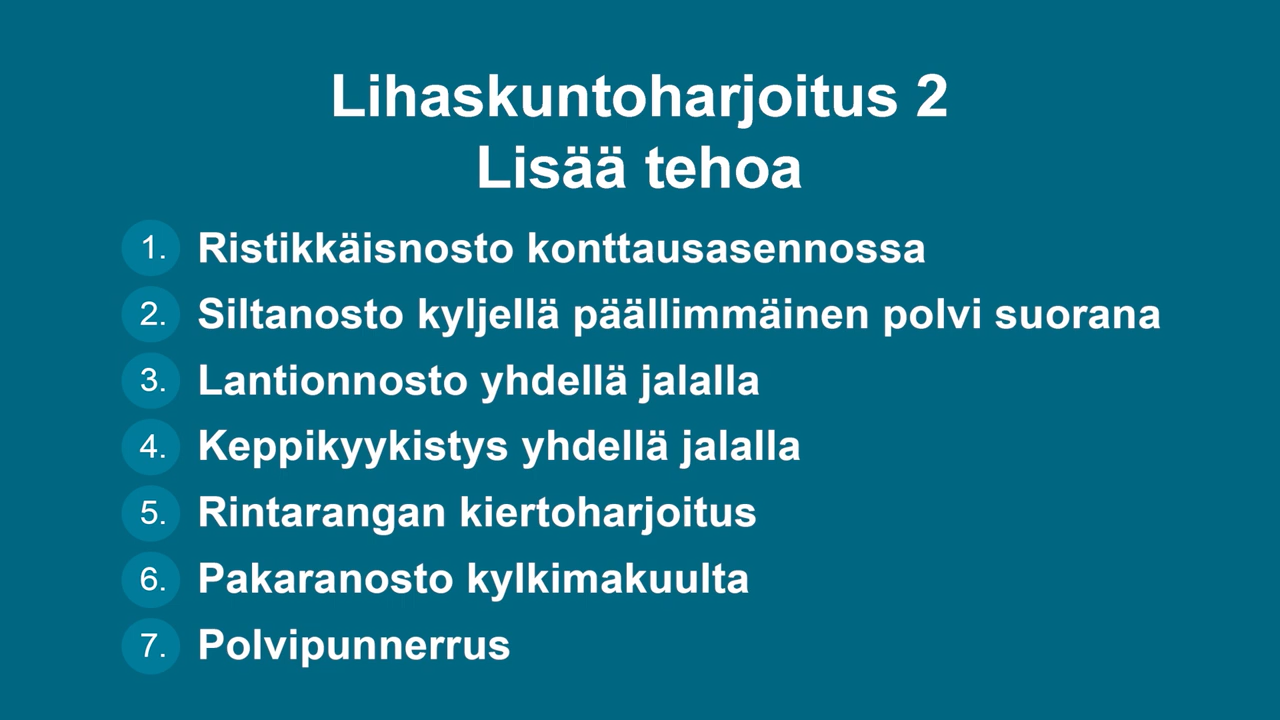 Lihaskuntoharjoitus 2
Lisää tehoa
1. Ristikkäisnosto konttausasennossa
2. Siltanosto kyljellä päällimmäinen polvi suorana
3. Lantionnosto yhdellä jalalla
4. Keppikyykistys yhdellä jalalla
5. Rintarangan kiertoharjoitus
6. Pakaranosto kylkimakuulta
7. Polvipunnerrus